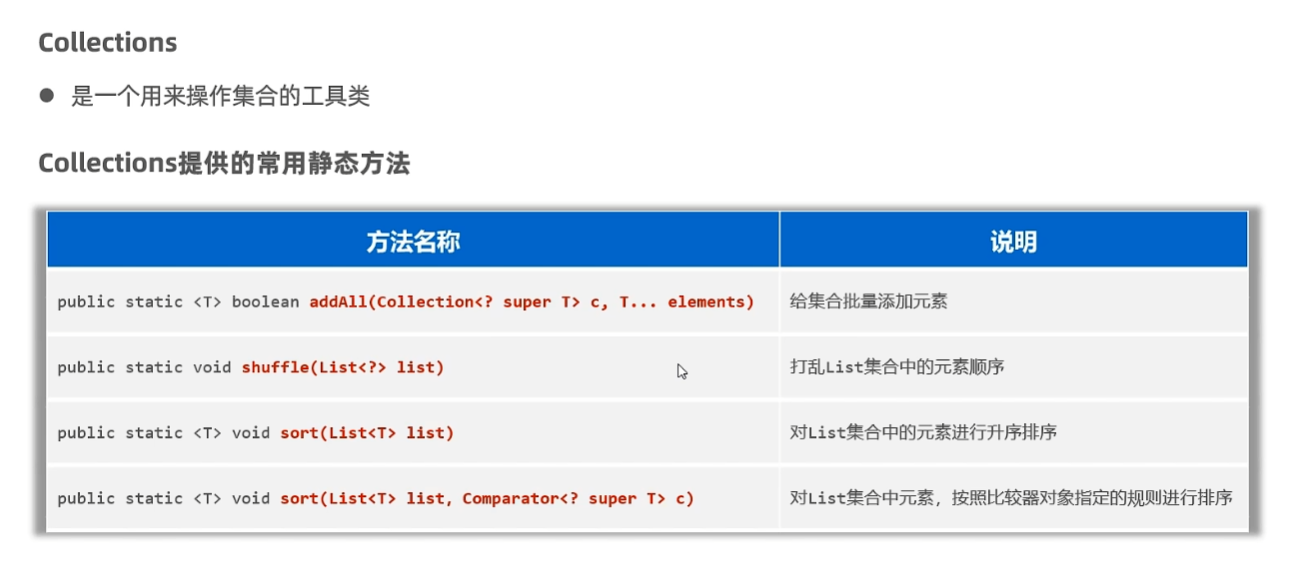 Collections
● 是一个用来操作集合的工具类
Collections提供的常用静态方法
方法名称 说明
public static <T> boolean addAll(Collection<? super T> c, T... elements) 给集合批量添加元素
public static void shuffle(List<?> list) 打乱List集合中的元素顺序
public static <T> void sort(List<T> list) 对List集合中的元素进行升序排序
public static <T> void sort(List<T> list, Comparator<? super T> c) 对List集合中元素，按照比较器对象指定的规则进行排序